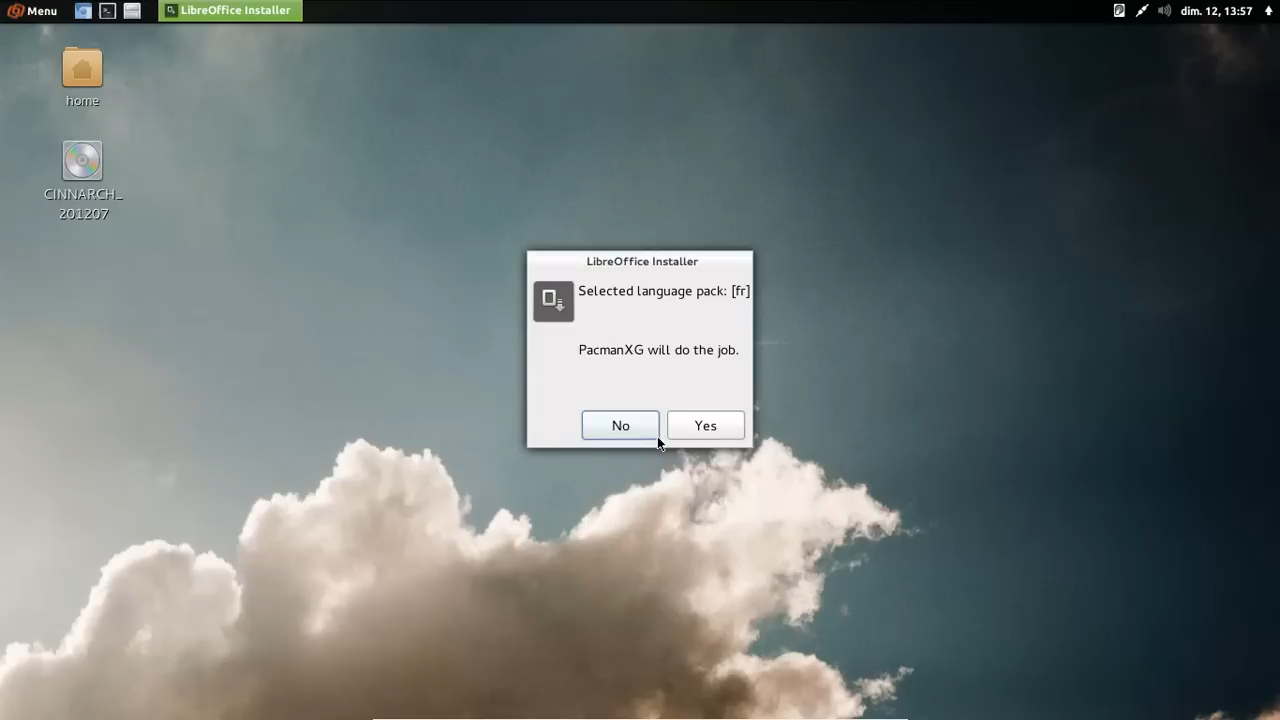 Menu
LibreOffice Installer
dim. 12, 13:57
home
CINNARCH_
201207
LibreOffice Installer
Selected language pack: [fr]
PacmanXG will do the job.
No
Yes